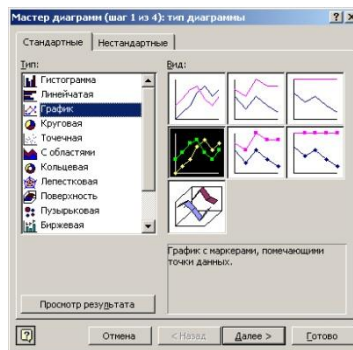 Мастер диаграмм (шаг 1 из 4): тип диаграммы
Стандартные
Нестандартные
Тип:
Гистограмма
Линейчатая
График
Круговая
Точечная
С областями
Кольцевая
Лепестковая
Поверхность
Пузырьковая
Биржевая
Вид:
График с маркерами, помечающими
точки данных.
Просмотр результата
Отмена
< Назад
Далее >
Готово